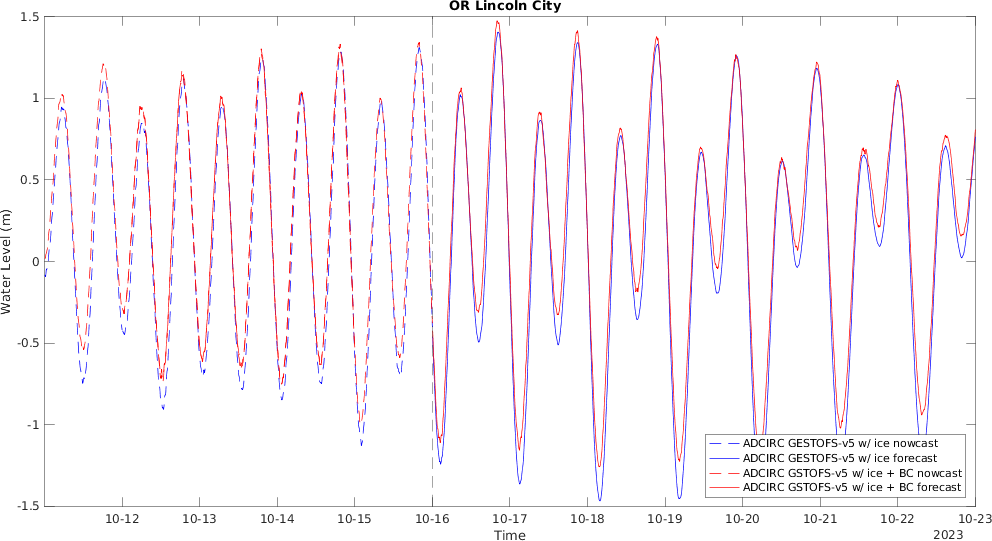 OR Lincoln City
Water Level (m)
1.5
1
0.5
0
-0.5
-1
-1.5
10-12 10-13 10-14 10-15 10-16 10-17 10-18 10-19 10-20 10-21 10-22 10-23
Time
2023
ADCIRC GESTOFS-v5 w/ ice nowcast
ADCIRC GESTOFS-v5 w/ ice forecast
ADCIRC GSTOFS-v5 w/ ice + BC nowcast
ADCIRC GSTOFS-v5 w/ ice + BC forecast